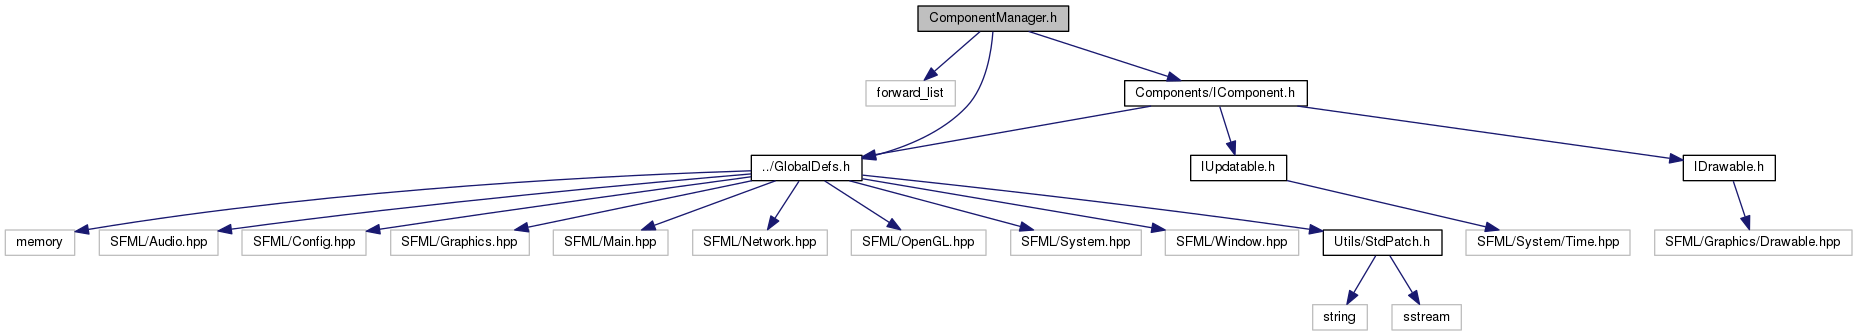 ComponentManager.h
forward_list
Components/IComponent.h
../GlobalDefs.h
IUpdatable.h
IDrawable.h
memory
SFML/Audio.hpp
SFML/Config.hpp
SFML/Graphics.hpp
SFML/Main.hpp
SFML/Network.hpp
SFML/OpenGL.hpp
SFML/System.hpp
SFML/Window.hpp
Utils/StdPatch.h
SFML/System/Time.hpp
SFML/Graphics/Drawable.hpp
string
sstream